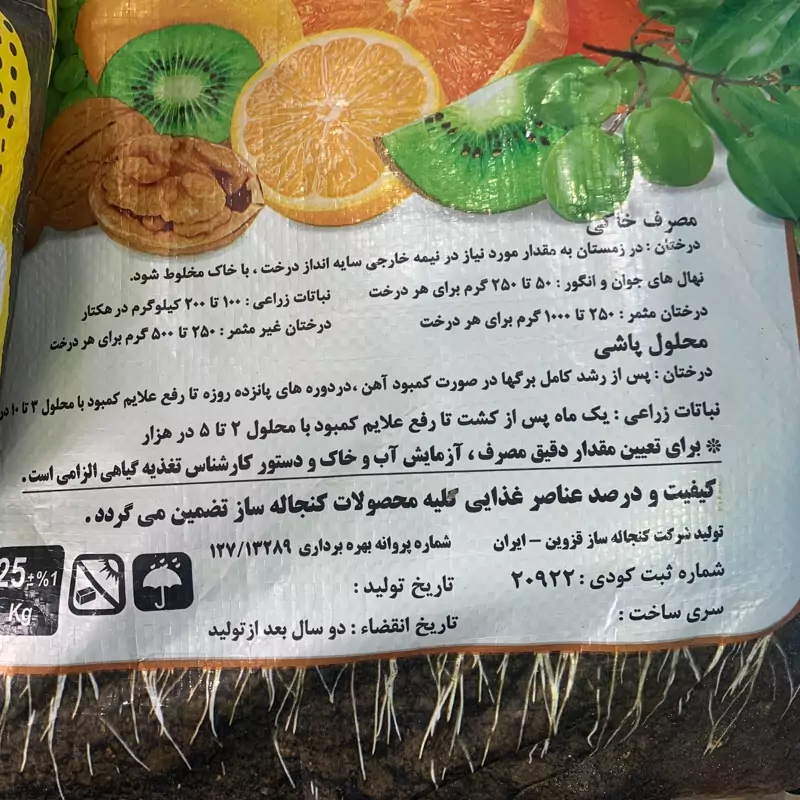 مصرف خاکی
درختان : در زمستان به مقدار مورد نیاز در نیمه خارجی سایه انداز درخت ، با خاک مخلوط شود.
نهال های جوان و انگور : ۵۰ تا ۲۵۰ گرم برای هر درخت
نباتات زراعی : ۱۰۰ تا ۲۰۰ کیلوگرم در هکتار
درختان مثمر : ۲۵۰ تا ۱۰۰۰ گرم برای هر درخت
درختان غیر مثمر : ۲۵۰ تا ۵۰۰ گرم برای هر درخت
محلول پاشی
درختان : پس از رشد کامل برگها در صورت کمبود آهن ،دردوره های پانزده روزه تا رفع علایم کمبود با محلول ۳ تا ۱۰ در
نباتات زراعی : یک ماه پس از کشت تا رفع علایم کمبود با محلول ۲ تا ۵ در هزار
* برای تعیین مقدار دقیق مصرف ، آزمایش آب و خاک و دستور کارشناس تغذیه گیاهی الزامی است .
کیفیت و درصد عناصر غذایی کلیه محصولات کنجاله ساز تضمین می گردد .
تولید شرکت کنجاله ساز قزوین – ایران
شماره پروانه بهره برداری ۱۲۷/۱۳۲۸۹
شماره ثبت کودی : ۲۰۹۲۲
تاریخ تولید :
سری ساخت :
تاریخ انقضاء : دو سال بعد ازتولید
25±%1
Kg